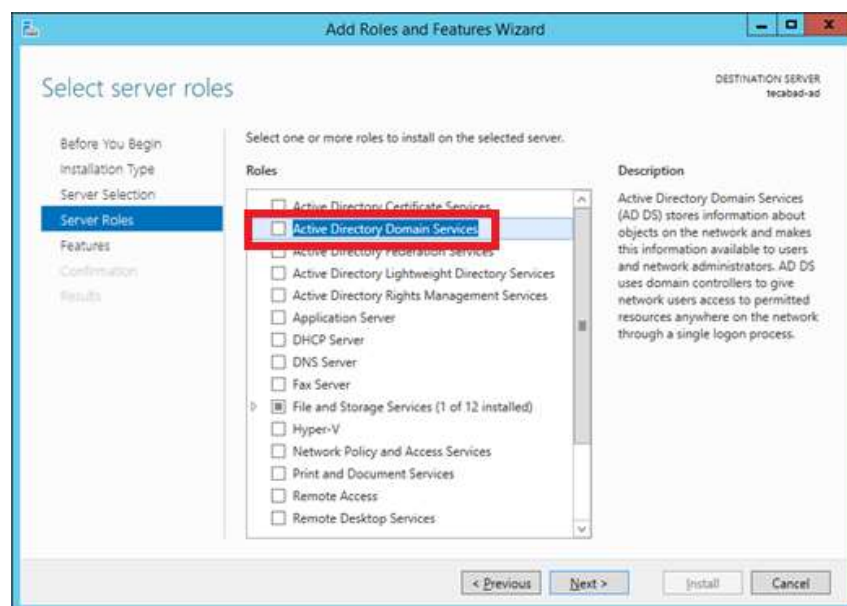 Add Roles and Features Wizard
Select server roles
DESTINATION SERVER
tecabad-ad
Before You Begin
Installation Type
Server Selection
Server Roles
Features
Confirmation
Results
Select one or more roles to install on the selected server.
Roles
Active Directory Certificate Services
Active Directory Domain Services
Active Directory Federation Services
Active Directory Lightweight Directory Services
Active Directory Rights Management Services
Application Server
DHCP Server
DNS Server
Fax Server
File and Storage Services (1 of 12 installed)
Hyper-V
Network Policy and Access Services
Print and Document Services
Remote Access
Remote Desktop Services
Description
Active Directory Domain Services
(AD DS) stores information about
objects on the network and makes
this information available to users
and network administrators. AD DS
uses domain controllers to give
network users access to permitted
resources anywhere on the network
through a single logon process.
< Previous
Next >
Install
Cancel